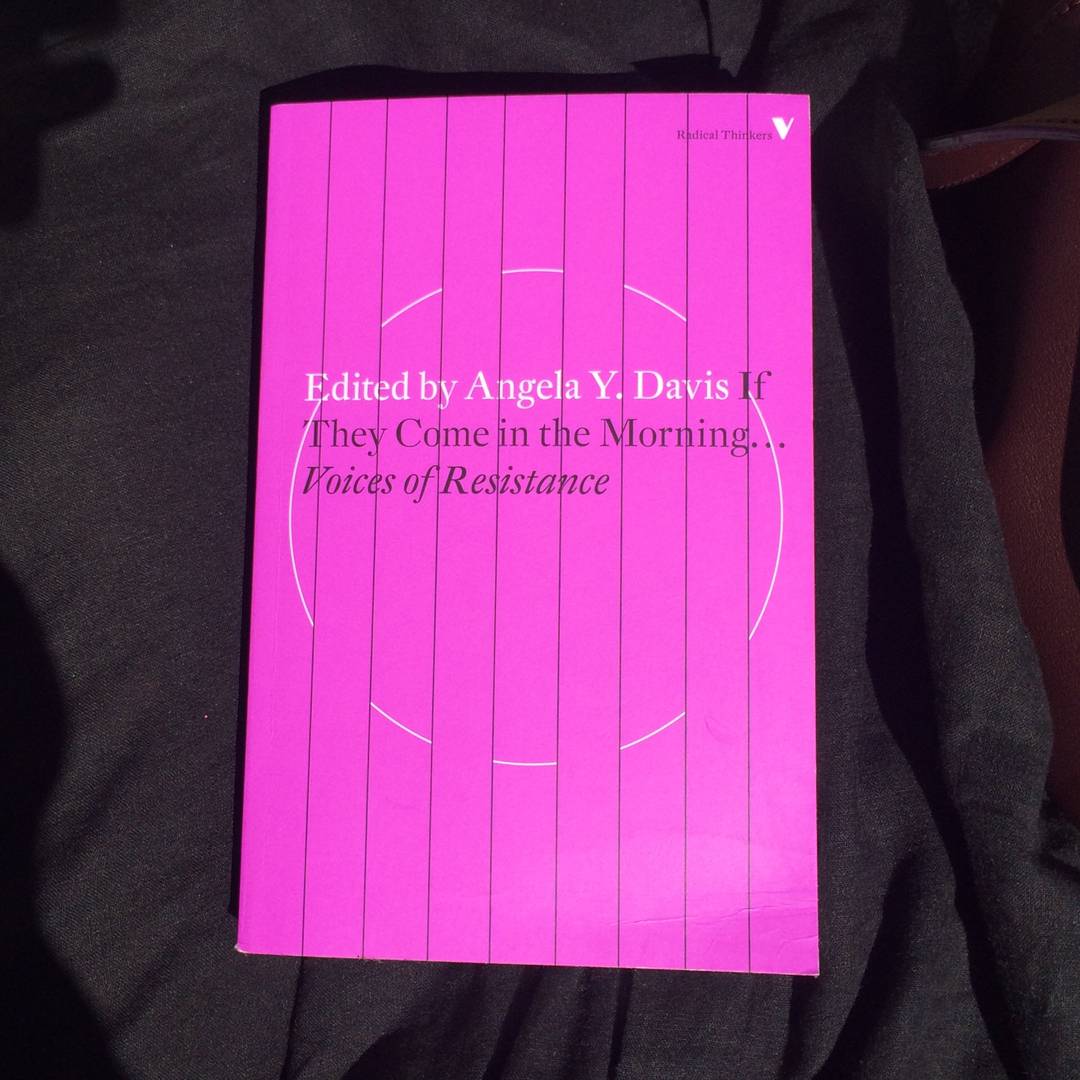 Radical Thinkers
Edited by Angela Y. Davis If
They Come in the Morning...
Voices of Resistance